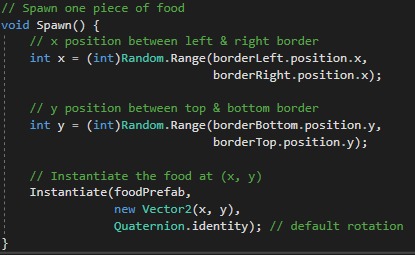 // Spawn one piece of food
void Spawn() {
    // x position between left & right border
    int x = (int)Random.Range(borderLeft.position.x,
                              borderRight.position.x);

    // y position between top & bottom border
    int y = (int)Random.Range(borderBottom.position.y,
                              borderTop.position.y);

    // Instantiate the food at (x, y)
    Instantiate(foodPrefab,
                new Vector2(x, y),
                Quaternion.identity); // default rotation
}